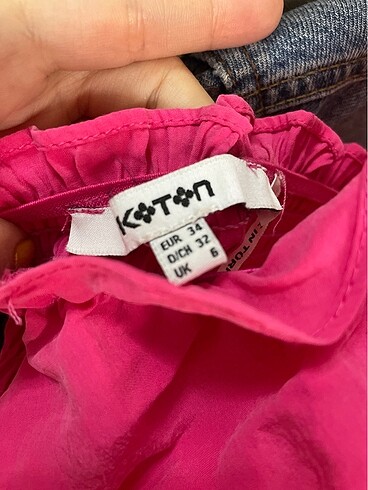 KOTON
EUR 34
D/CH 32
UK 6